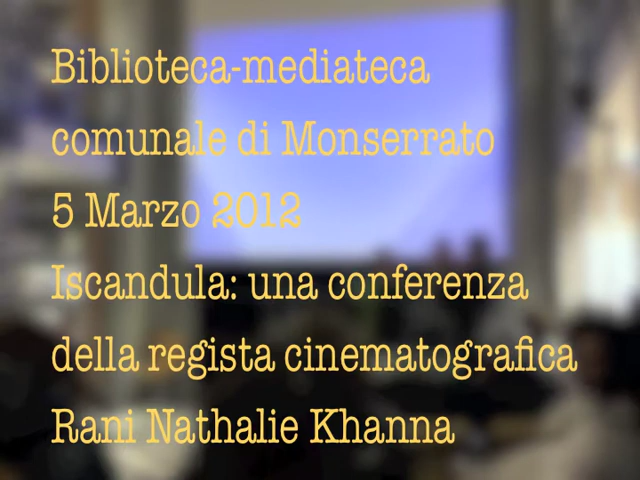 Biblioteca-mediateca
comunale di Monserrato
5 Marzo 2012
Iscandula: una conferenza
della regista cinematografica
Rani Nathalie Khanna